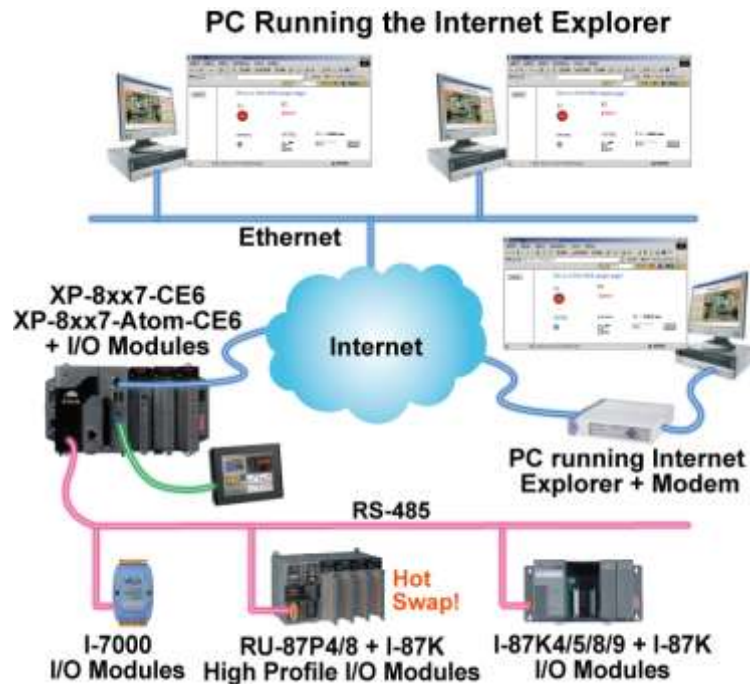 PC Running the Internet Explorer
Ethernet
XP-8xx7-CE6
XP-8xx7-Atom-CE6
+ I/O Modules
Internet
PC running Internet
Explorer + Modem
RS-485
Hot
Swap!
I-7000
I/O Modules
RU-87P4/8 + I-87K
High Profile I/O Modules
I-87K4/5/8/9 + I-87K
I/O Modules